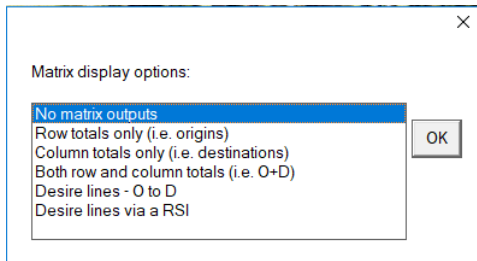 Matrix display options:
No matrix outputs
Row totals only (i.e. origins)
Column totals only (i.e. destinations)
Both row and column totals (i.e. O+D)
Desire lines - O to D
Desire lines via a RSI
OK